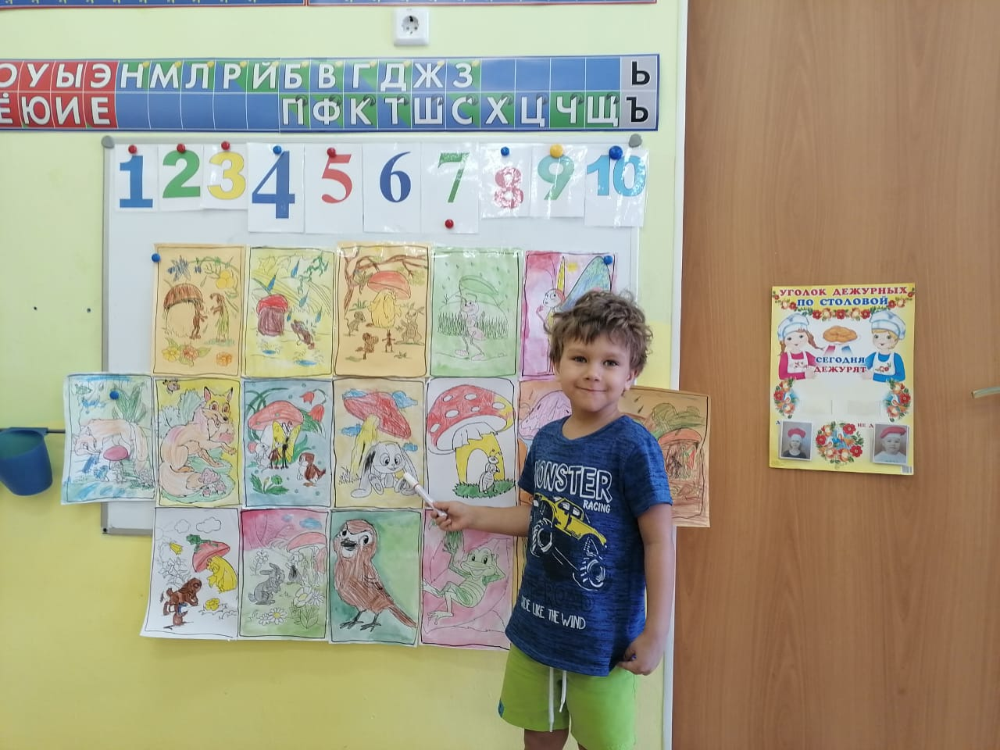 О У Ы Э Н М Л Р Й Б В Г Д Ж З Ь
Ё Ю И Е П Ф К Т Ш С Х Ц Ч Щ Ъ
1 2 3 4 5 6 7 8 9 10
УГОЛОК ДЕЖУРНЫХ
ПО СТОЛОВОЙ
СЕГОДНЯ
ДЕЖУРЯТ
MONSTER
RACING
ROAD
RIDE LIKE THE WIND